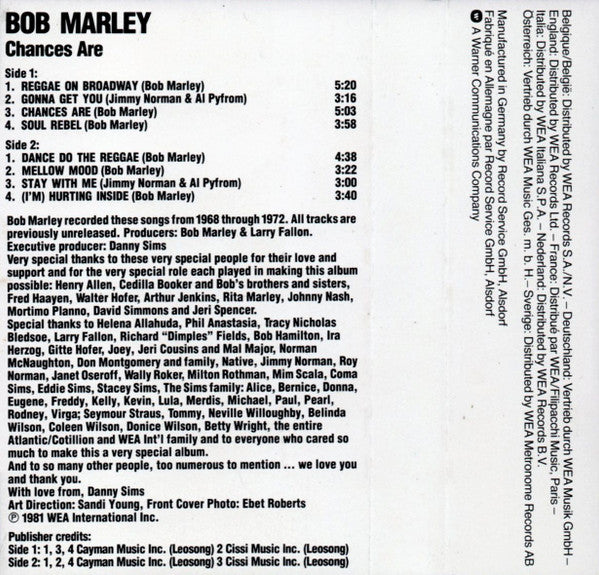 BOB MARLEY
Chances Are
Side 1:
1. REGGAE ON BROADWAY (Bob Marley) 5:20
2. GONNA GET YOU (Jimmy Norman & Al Pyfrom) 3:16
3. CHANCES ARE (Bob Marley) 5:03
4. SOUL REBEL (Bob Marley) 3:58
Side 2:
1. DANCE DO THE REGGAE (Bob Marley) 4:38
2. MELLOW MOOD (Bob Marley) 3:22
3. STAY WITH ME (Jimmy Norman & Al Pyfrom) 3:00
4. (I'M) HURTING INSIDE (Bob Marley) 3:40
Bob Marley recorded these songs from 1968 through 1972. All tracks are
previously unreleased. Producers: Bob Marley & Larry Fallon.
Executive producer: Danny Sims
Very special thanks to these very special people for their love and
support and for the very special role each played in making this album
possible: Henry Allen, Cedilla Booker and Bob's brothers and sisters,
Fred Haayen, Walter Hofer, Arthur Jenkins, Rita Marley, Johnny Nash,
Mortimo Planno, David Simmons and Jeri Spencer.
Special thanks to Helena Allahuda, Phil Anastasia, Tracy Nicholas
Bledsoe, Larry Fallon, Richard "Dimples" Fields, Bob Hamilton, Ira
Herzog, Gitte Hofer, Joey, Jeri Cousins and Mal Major, Norman
McNaughton, Don Montgomery and family, Native, Jimmy Norman, Roy
Norman, Janet Oseroff, Wally Roker, Milton Rothman, Mim Scala, Coma
Sims, Eddie Sims, Stacey Sims, The Sims family: Alice, Bernice, Donna,
Eugene, Freddy, Kelly, Kevin, Lula, Merdis, Michael, Paul, Pearl,
Rodney, Virga; Seymour Straus, Tommy, Neville Willoughby, Belinda
Wilson, Coleen Wilson, Donice Wilson, Betty Wright, the entire
Atlantic/Cotillion and WEA Int'l family and to everyone who cared so
much to make this a very special album.
And to so many other people, too numerous to mention ... we love you
and thank you.
With love from, Danny Sims
Art Direction: Sandi Young, Front Cover Photo: Ebet Roberts
℗ 1981 WEA International Inc.
Publisher credits:
Side 1: 1, 3, 4 Cayman Music Inc. (Leosong) 2 Cissi Music Inc. (Leosong)
Side 2: 1, 2, 4 Cayman Music Inc. (Leosong) 3 Cissi Music Inc. (Leosong)
Belgique/België: Distributed by WEA Records S.A./N.V. – Deutschland: Vertrieb durch WEA Musik GmbH –
England: Distributed by WEA Records Ltd. – France: Distribué par WEA/Filipacchi Music, Paris –
Italia: Distributed by WEA Italiana S.P.A. – Nederland: Distributed by WEA Records B.V.
Österreich: Vertrieb durch WEA Music Ges. m. b. H. – Sverige: Distributed by WEA Metronome Records AB
Manufactured in Germany by Record Service GmbH, Alsdorf
Fabriqué en Allemagne par Record Service GmbH, Alsdorf
A Warner Communications Company